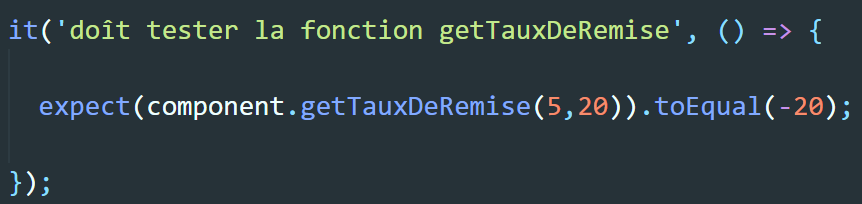 it('doît tester la fonction getTauxDeRemise', () => {
expect(component.getTauxDeRemise(5,20)).toEqual(-20);
});